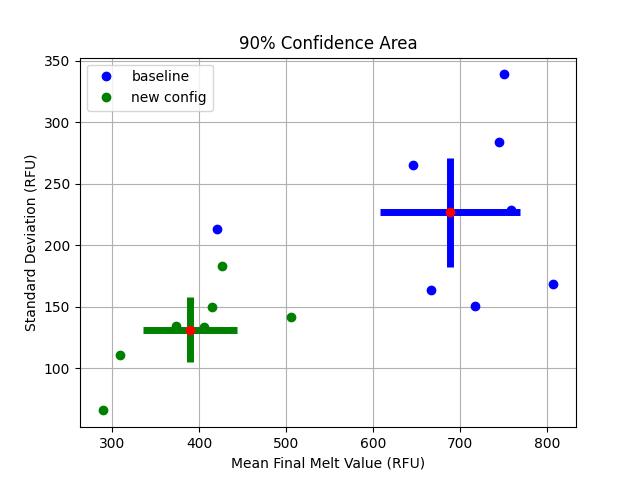 90% Confidence Area
baseline
new config
Standard Deviation (RFU)
350
300
250
200
150
100
300 400 500 600 700 800
Mean Final Melt Value (RFU)